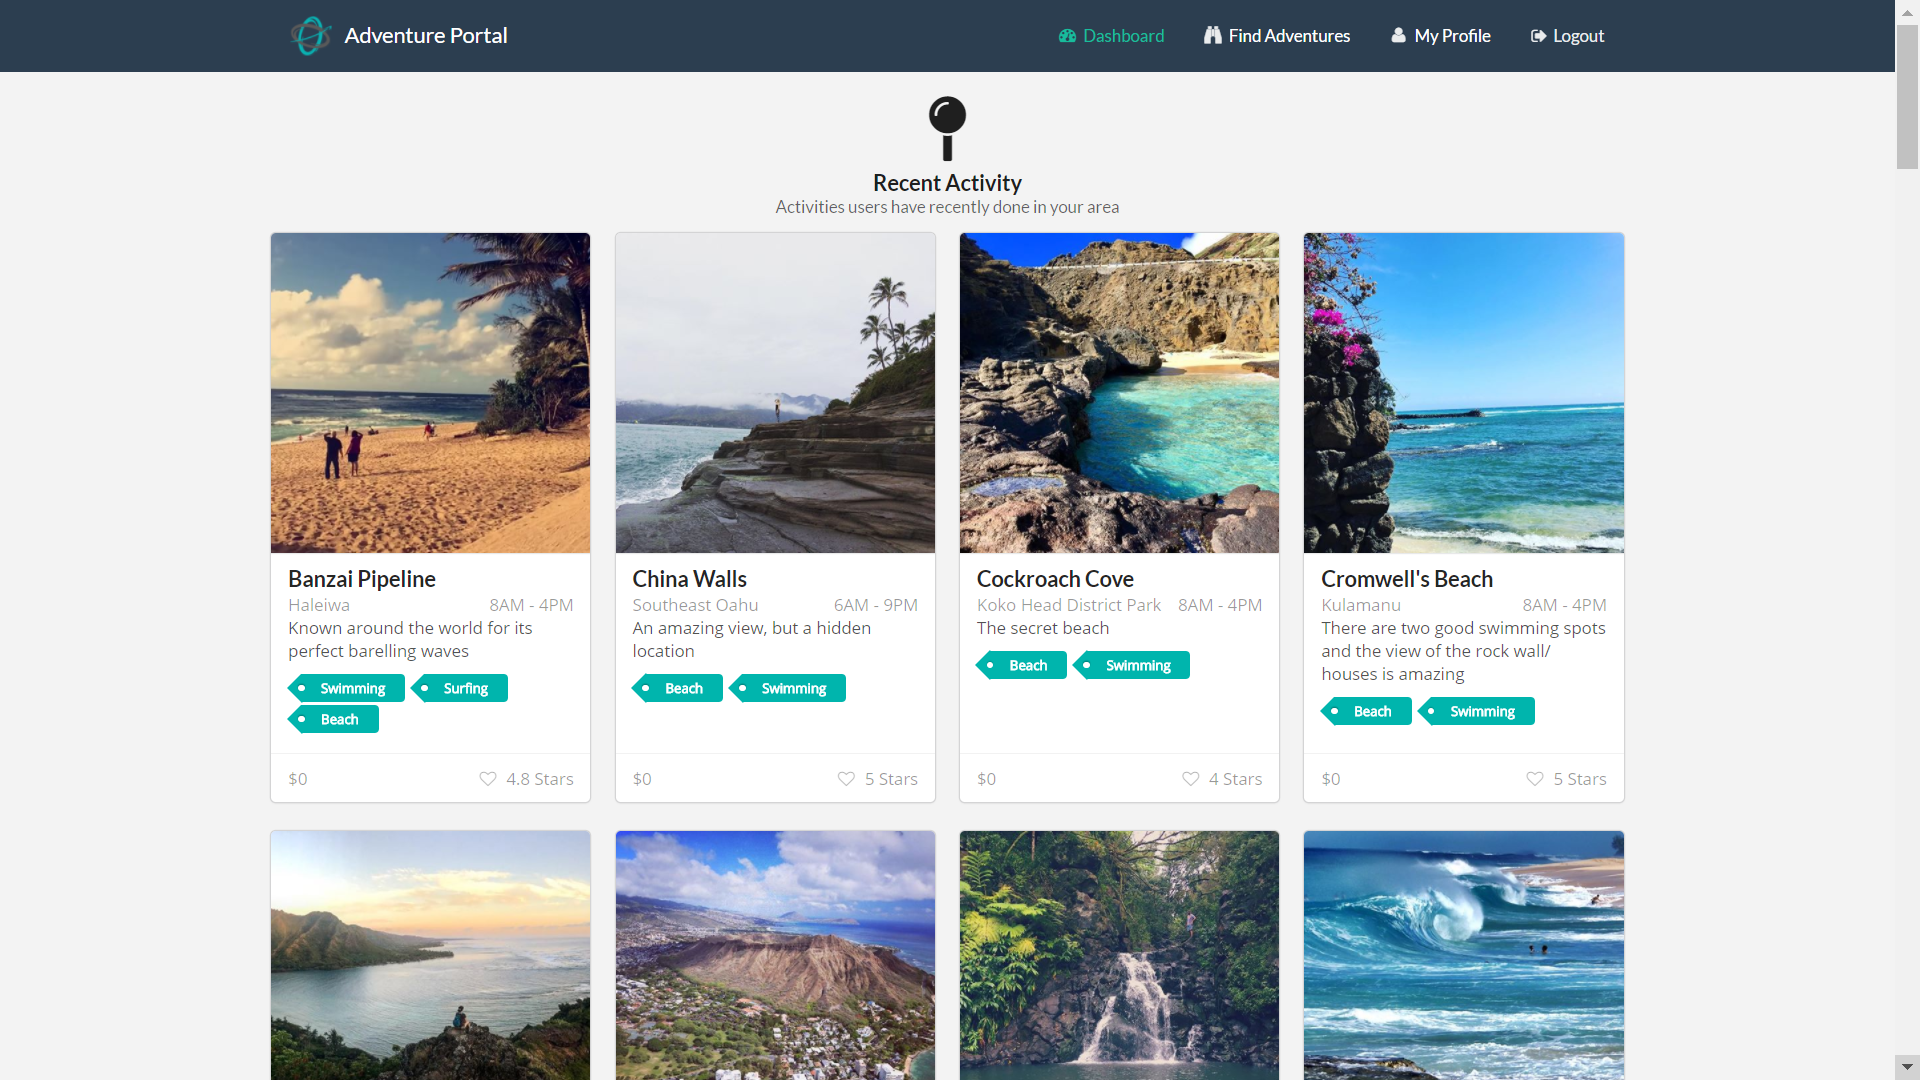 Adventure Portal
Dashboard
Find Adventures
My Profile
Logout
Recent Activity
Activities users have recently done in your area
Banzai Pipeline
Haleiwa 8AM - 4PM
Known around the world for its
perfect barelling waves
Swimming Surfing
Beach
$0 4.8 Stars
China Walls
Southeast Oahu 6AM - 9PM
An amazing view, but a hidden
location
Beach Swimming
$0 5 Stars
Cockroach Cove
Koko Head District Park 8AM - 4PM
The secret beach
Beach Swimming
$0 4 Stars
Cromwell's Beach
Kulamanu 8AM - 4PM
There are two good swimming spots
and the view of the rock wall/
houses is amazing
Beach Swimming
$0 5 Stars